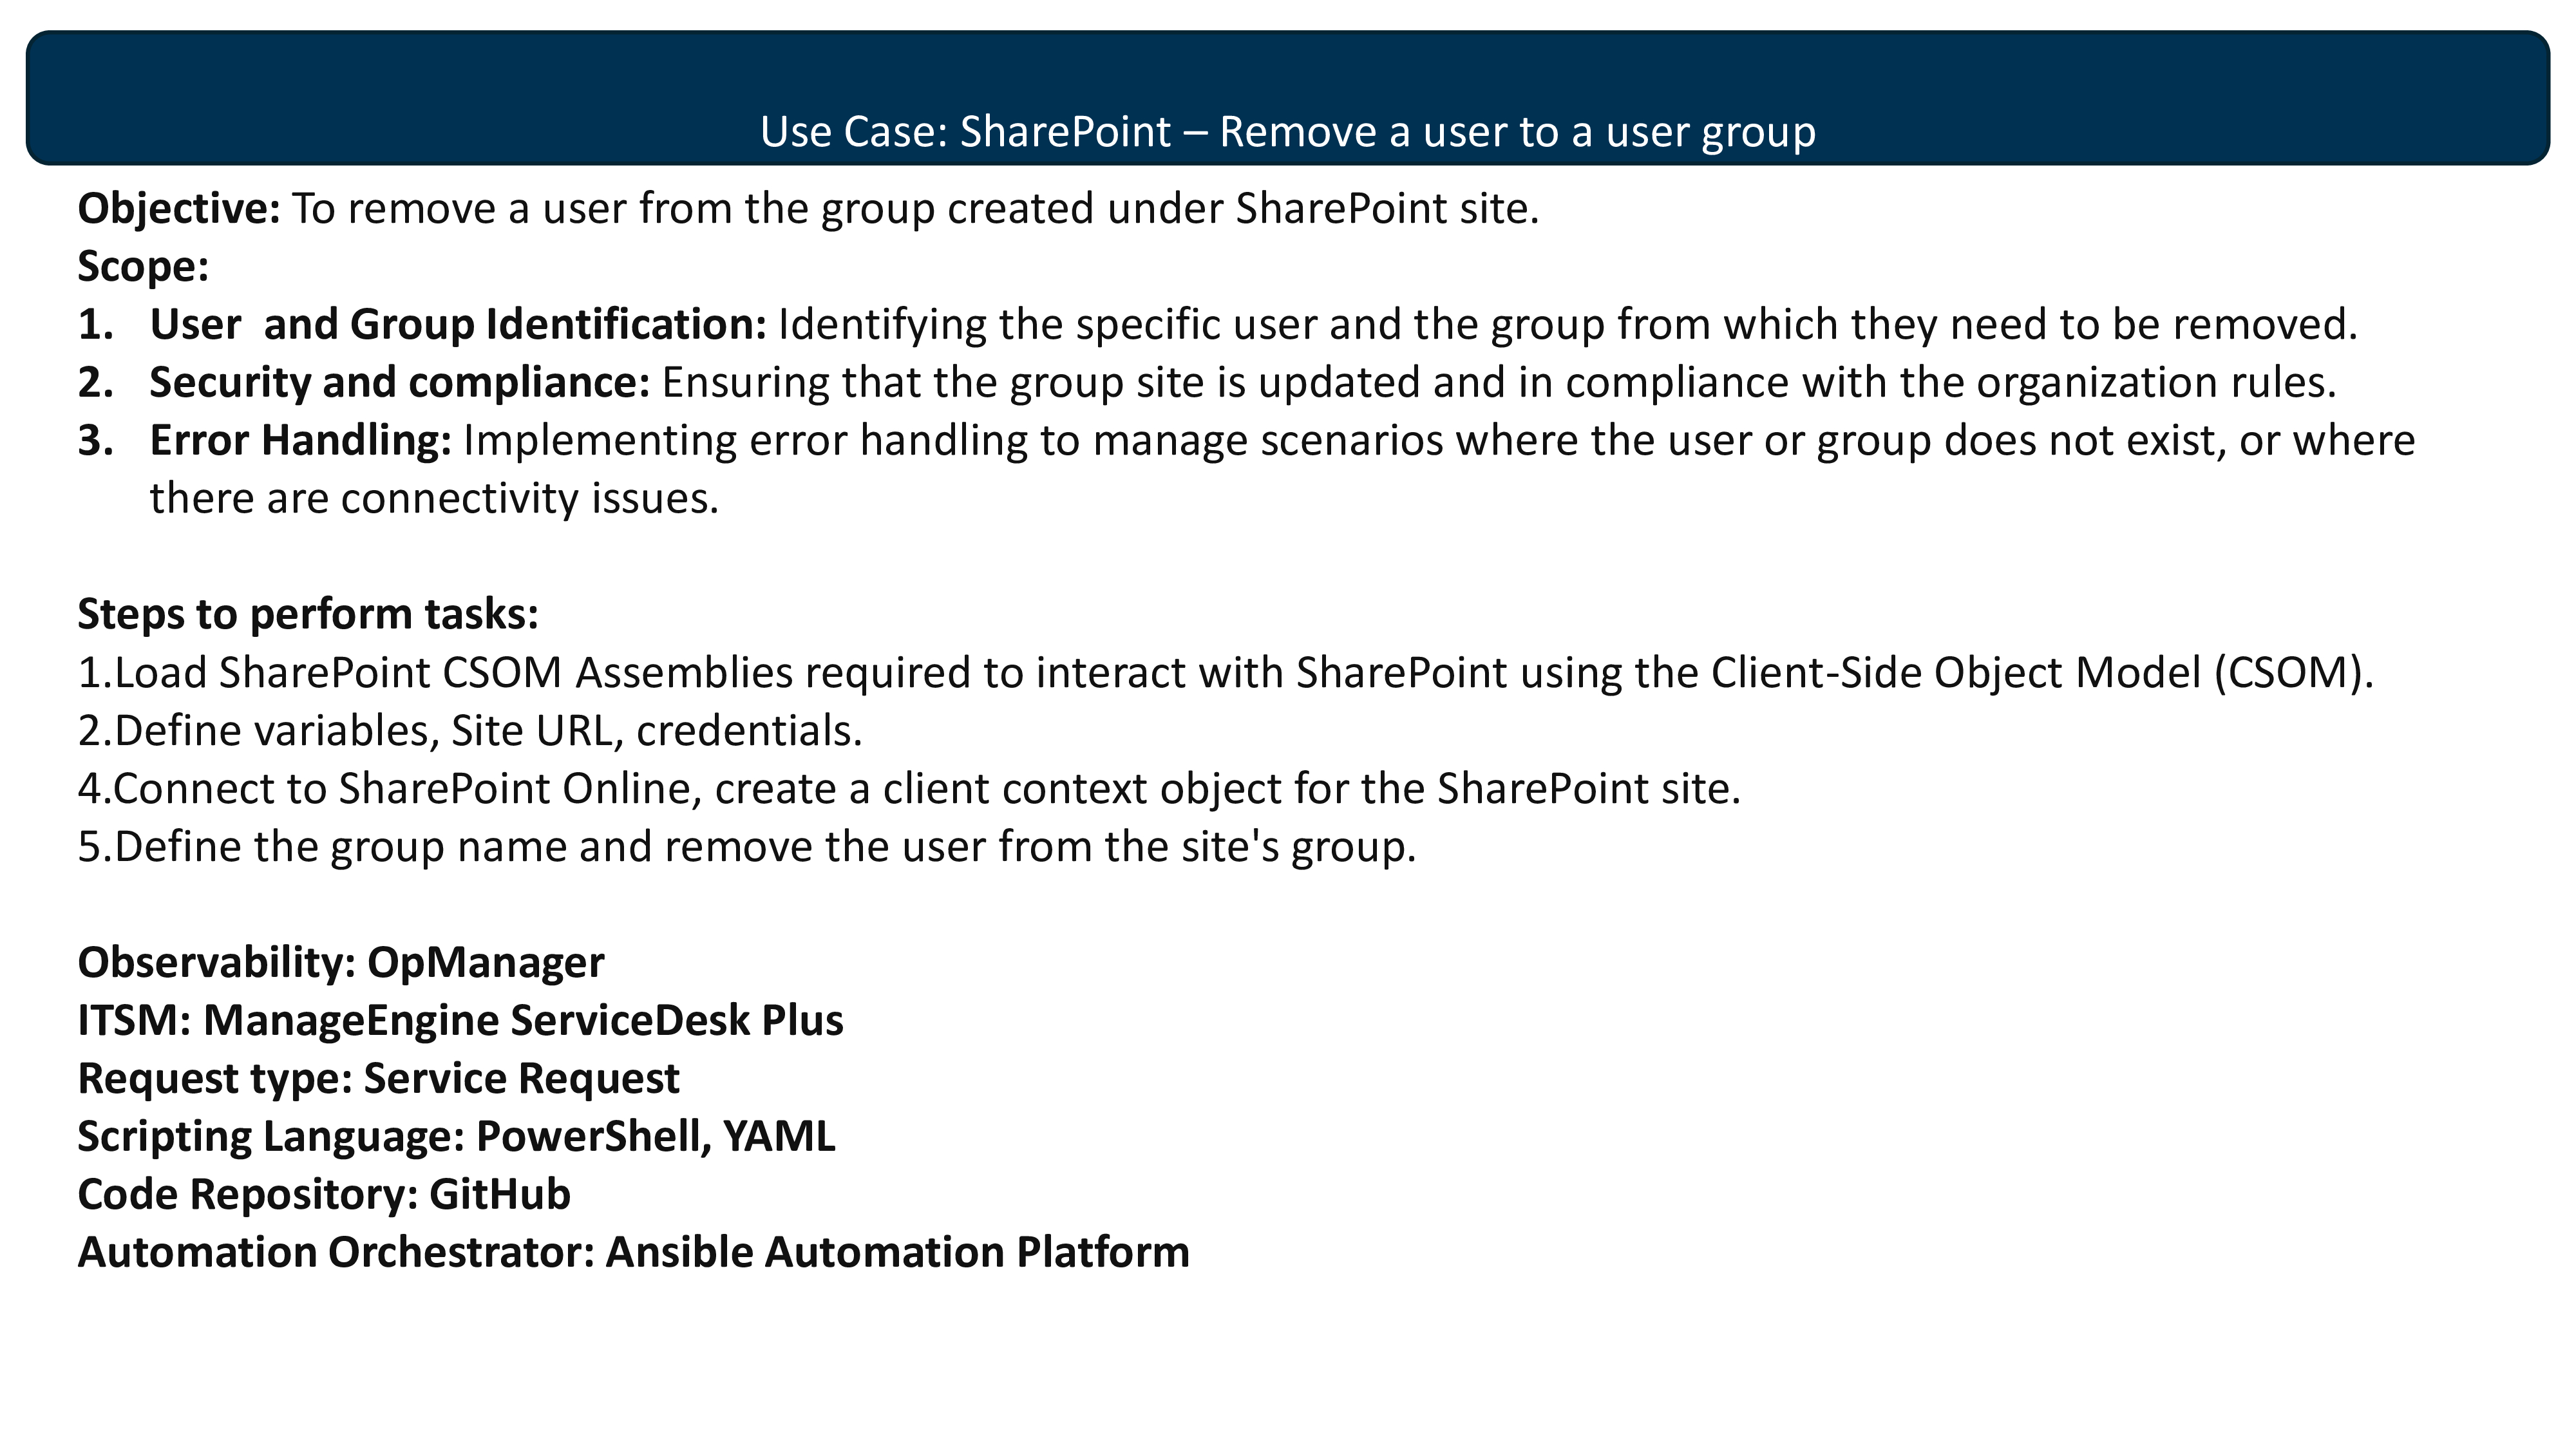 Use Case: SharePoint – Remove a user to a user group
Objective: To remove a user from the group created under SharePoint site.
Scope:
1. User  and Group Identification: Identifying the specific user and the group from which they need to be removed.
2. Security and compliance: Ensuring that the group site is updated and in compliance with the organization rules.
3. Error Handling: Implementing error handling to manage scenarios where the user or group does not exist, or where
there are connectivity issues.
Steps to perform tasks:
1.Load SharePoint CSOM Assemblies required to interact with SharePoint using the Client-Side Object Model (CSOM).
2.Define variables, Site URL, credentials.
4.Connect to SharePoint Online, create a client context object for the SharePoint site.
5.Define the group name and remove the user from the site's group.
Observability: OpManager
ITSM: ManageEngine ServiceDesk Plus
Request type: Service Request
Scripting Language: PowerShell, YAML
Code Repository: GitHub
Automation Orchestrator: Ansible Automation Platform